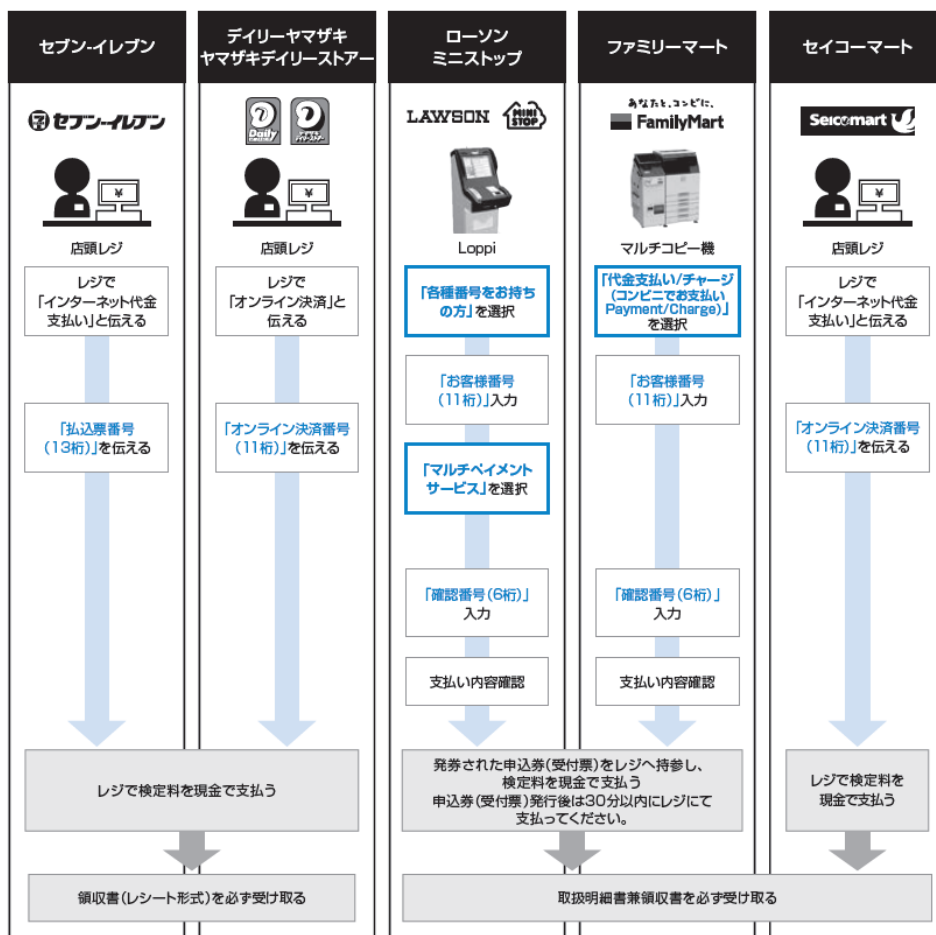 セブン-イレブン
デイリーヤマザキ
ヤマザキデイリーストアー
ローソン
ミニストップ
ファミリーマート
セイコーマート
セブン-イレブン
Daily
LAWSON
MINI
STOP
あなたと、コンビに、
FamilyMart
Seicomart
¥
¥
¥
店頭レジ
店頭レジ
Loppi
マルチコピー機
店頭レジ
レジで
「インターネット代金
支払い」と伝える
レジで
「オンライン決済」と
伝える
「各種番号をお持ち
の方」を選択
「代金支払い/チャージ
(コンビニでお支払い
Payment/Charge)」
を選択
レジで
「インターネット代金
支払い」と伝える
「お客様番号
(11桁)」入力
「お客様番号
(11桁)」入力
「払込票番号
(13桁)」を伝える
「オンライン決済番号
(11桁)」を伝える
「マルチペイメント
サービス」を選択
「オンライン決済番号
(11桁)」を伝える
「確認番号(6桁)」
入力
「確認番号(6桁)」
入力
支払い内容確認
支払い内容確認
レジで検定料を現金で支払う
発券された申込券(受付票)をレジへ持参し、
検定料を現金で支払う
申込券(受付票)発行後は30分以内にレジにて
支払ってください。
レジで検定料を
現金で支払う
領収書(レシート形式)を必ず受け取る
取扱明細書兼領収書を必ず受け取る